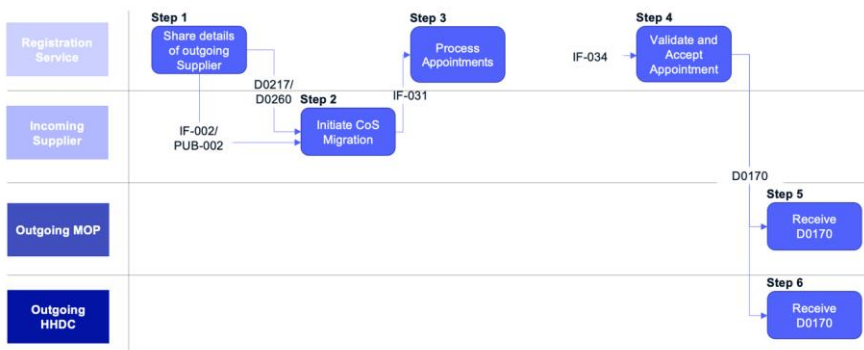 Step 1
Step 3
Step 4
Registration
Service
Share details
of outgoing
Supplier
Process
Appointments
IF-034
Validate and
Accept
Appointment
D0217/
D0260
Step 2
IF-031
Incoming
Supplier
IF-002/
PUB-002
Initiate CoS
Migration
D0170
Step 5
Outgoing MOP
Receive
D0170
Step 6
Outgoing
HHDC
Receive
D0170